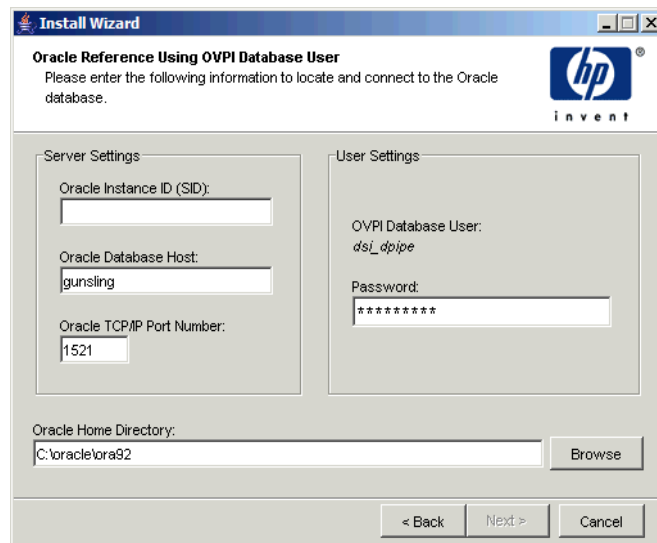 Install Wizard
Oracle Reference Using OVPI Database User
Please enter the following information to locate and connect to the Oracle
database.
hp
®
invent
Server Settings
Oracle Instance ID (SID):
Oracle Database Host:
gunsling
Oracle TCP/IP Port Number:
1521
User Settings
OVPI Database User:
dsi_dpipe
Password:
*********
Oracle Home Directory:
C:\oracle\ora92
Browse
< Back
Next >
Cancel